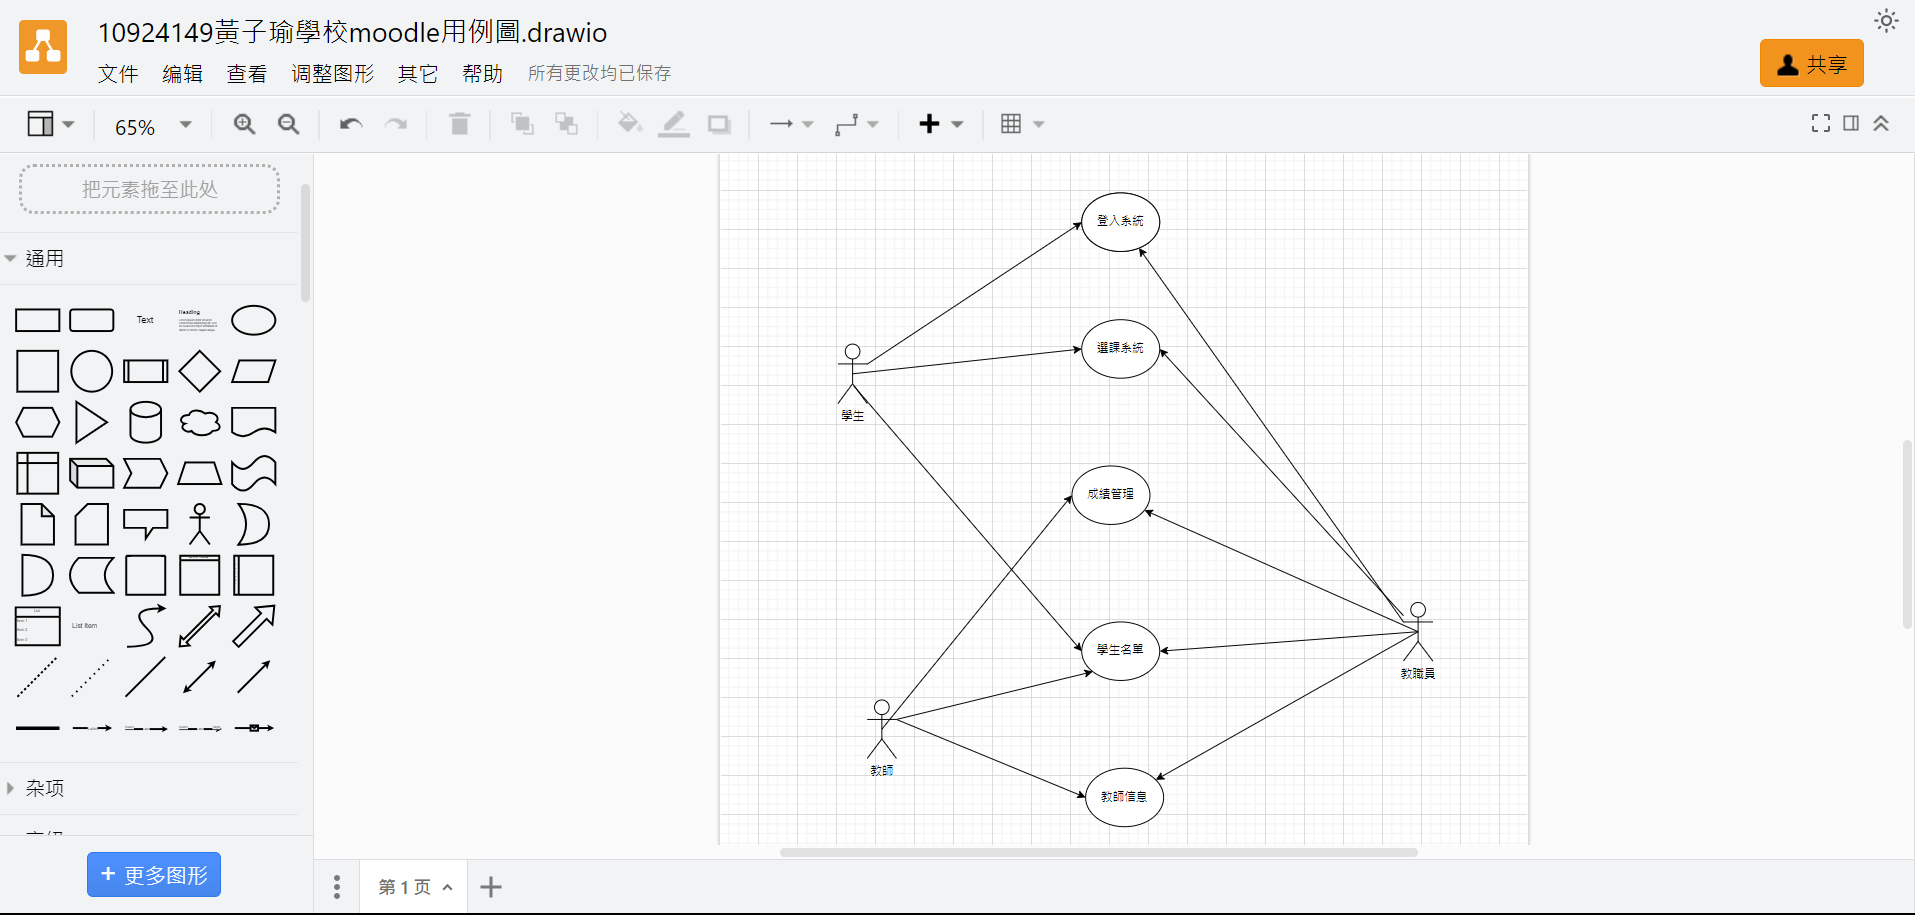 10924149黃子瑜學校moodle用例圖.drawio
文件 编辑 查看 调整图形 其它 帮助 所有更改均已保存
共享
65%
把元素拖至此处
通用
Text
Heading
List Item
杂项
更多图形
登入系統
選課系統
學生
成績管理
學生名單
教職員
教師
教師信息
第 1 页